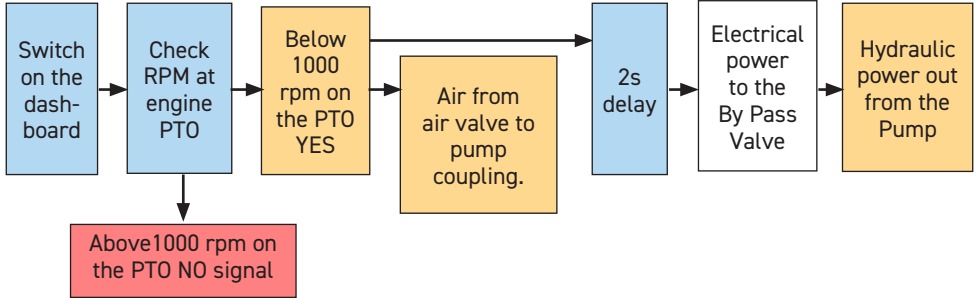 Switch
on the
dash-
board
Check
RPM at
engine
PTO
Below
1000
rpm on
the PTO
YES
Air from
air valve to
pump
coupling.
2s
delay
Electrical
power
to the
By Pass
Valve
Hydraulic
power out
from the
Pump
Above1000 rpm on
the PTO NO signal